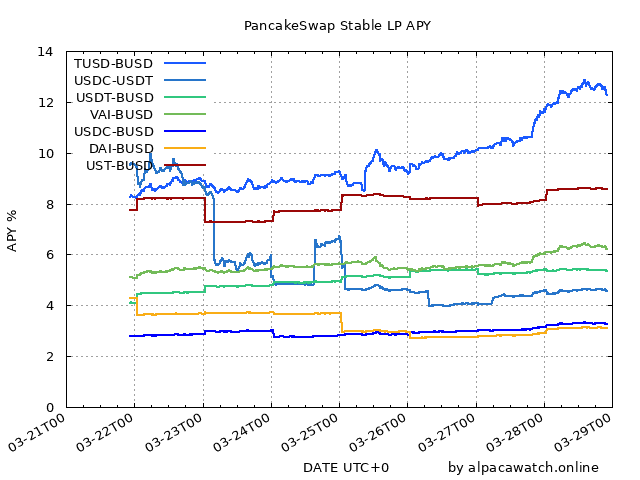 PancakeSwap Stable LP APY
APY %
14
12
10
8
6
4
2
0
TUSD-BUSD
USDC-USDT
USDT-BUSD
VAI-BUSD
USDC-BUSD
DAI-BUSD
UST-BUSD
03-21T00
03-22T00
03-23T00
03-24T00
03-25T00
03-26T00
03-27T00
03-28T00
03-29T00
DATE UTC+0
by alpacawatch.online